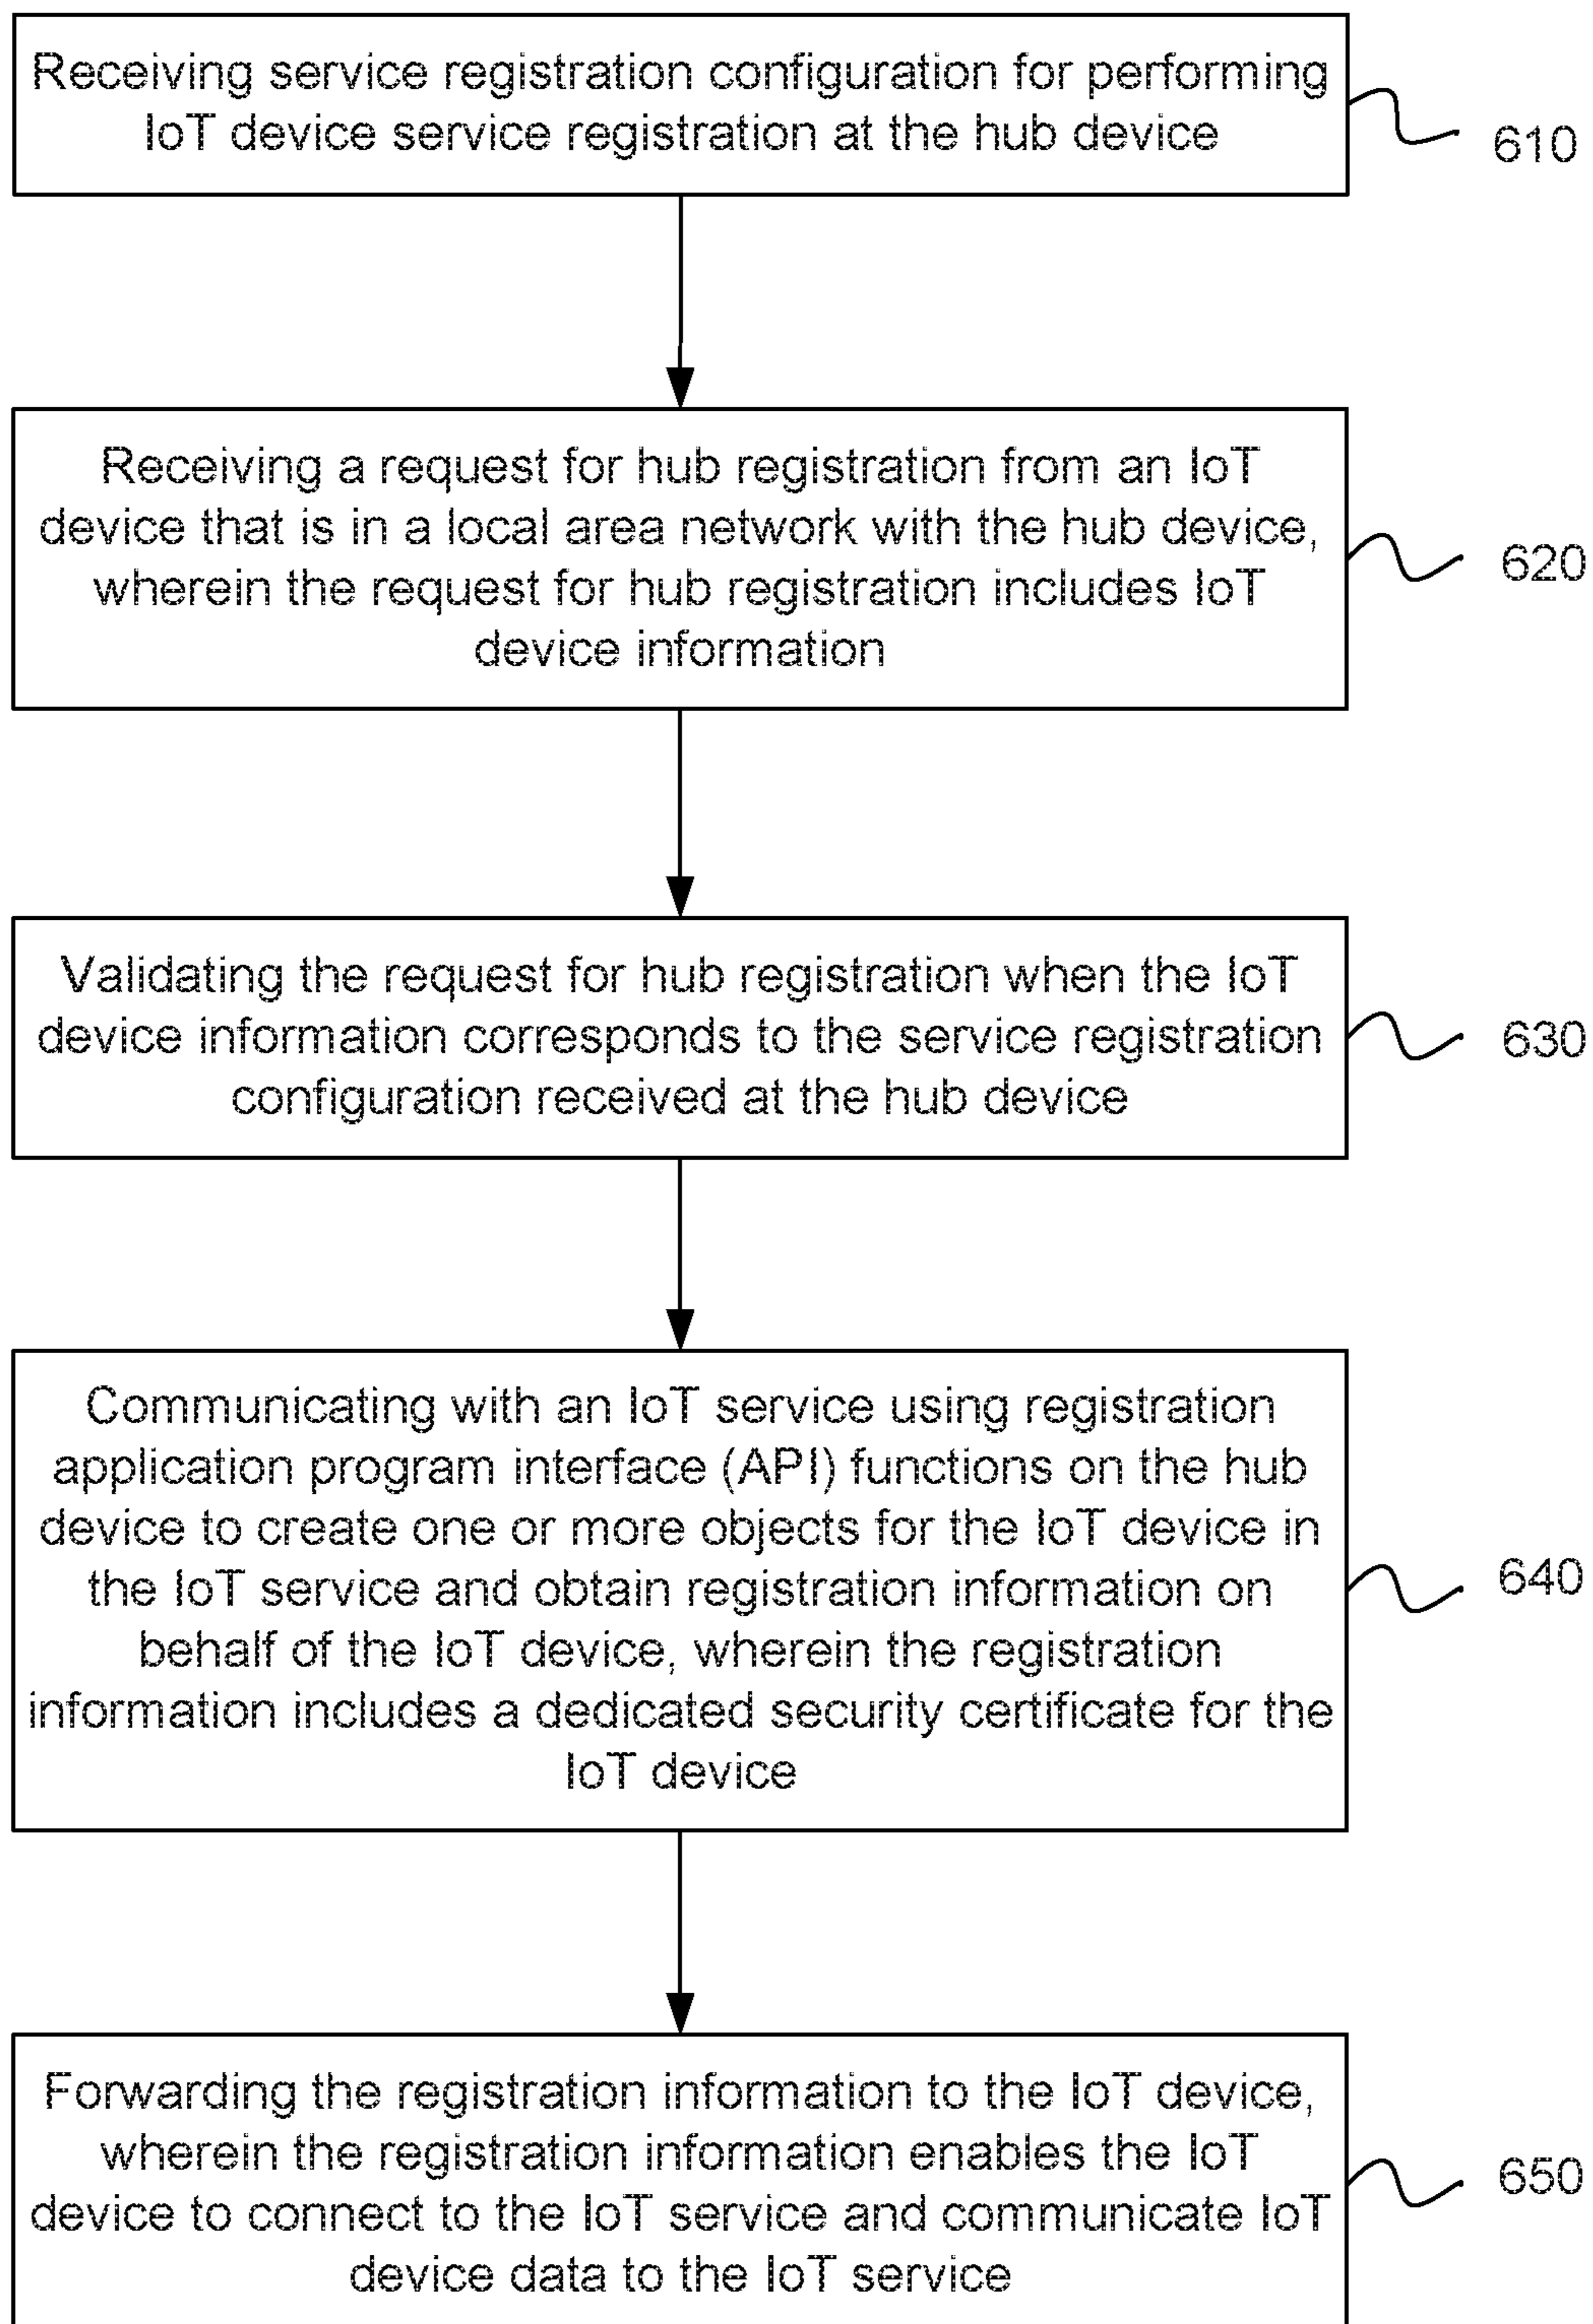 Receiving service registration configuration for performing
IoT device service registration at the hub device
610
Receiving a request for hub registration from an IoT
device that is in a local area network with the hub device,
wherein the request for hub registration includes IoT
device information
620
Validating the request for hub registration when the IoT
device information corresponds to the service registration
configuration received at the hub device
630
Communicating with an IoT service using registration
application program interface (API) functions on the hub
device to create one or more objects for the IoT device in
the IoT service and obtain registration information on
behalf of the IoT device, wherein the registration
information includes a dedicated security certificate for the
IoT device
640
Forwarding the registration information to the IoT device,
wherein the registration information enables the IoT
device to connect to the IoT service and communicate IoT
device data to the IoT service
650